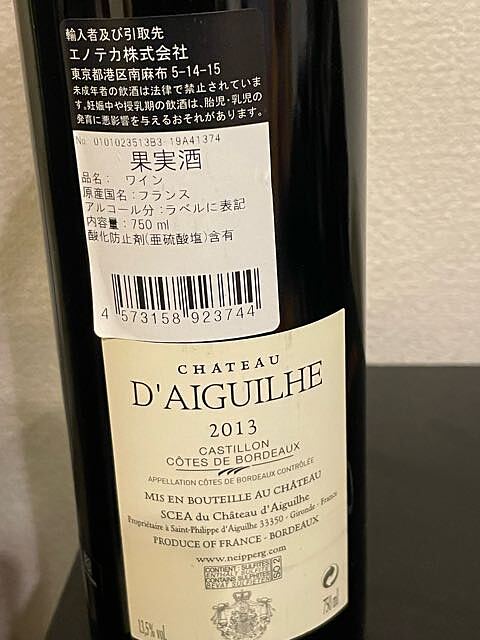 輸入者及び引取先
エノテカ株式会社
東京都港区南麻布 5-14-15
未成年者の飲酒は法律で禁止されていま
す。妊娠中や授乳期の飲酒は、胎児・乳児の
発育に悪影響を与えるおそれがあります。
No. 0101023513B3 19A41374
果実酒
品名： ワイン
原産国名：フランス
アルコール分：ラベルに表記
内容量：750 ml
酸化防止剤(亜硫酸塩)含有
4 573158 923744
CHATEAU
D'AIGUILHE
2013
CASTILLON
CÔTES DE BORDEAUX
APPELLATION CÔTES DE BORDEAUX CONTRÔLÉE
MIS EN BOUTEILLE AU CHÂTEAU
SCEA du Château d'Aiguilhe
Propriétaire à Saint-Philippe d'Aiguilhe 33350 - Gironde - France
PRODUCE OF FRANCE - BORDEAUX
www.neipperg.com
CONTIENT SULFITES
ENTHALT SULFITE
CONTAINS SULFITES
SO2
13,5% vol.
750 ml